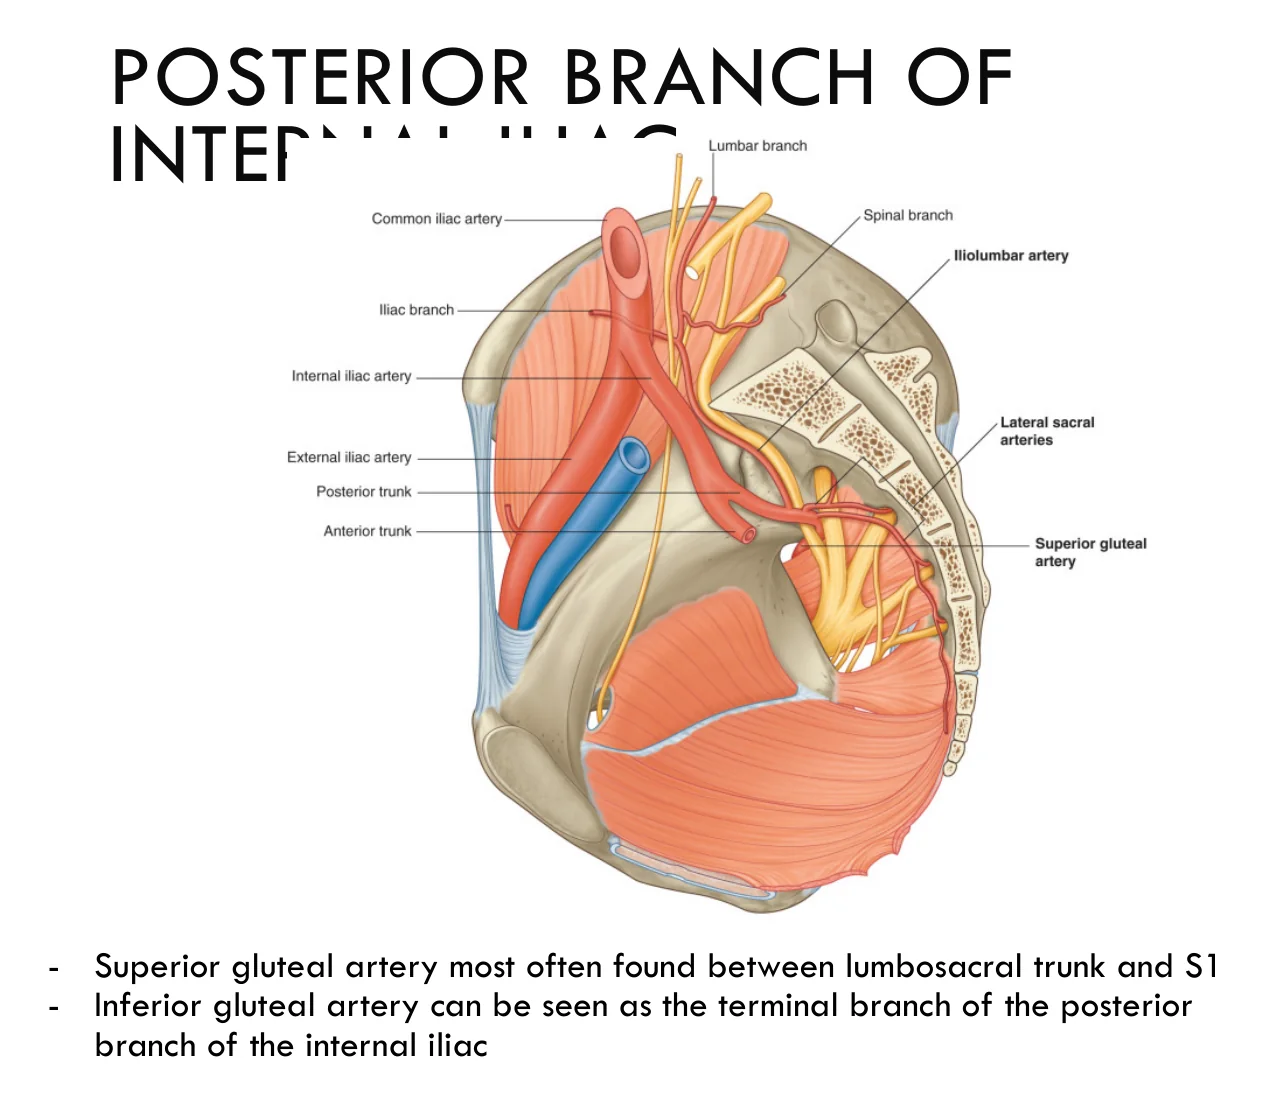 POSTERIOR BRANCH OF
INTERNAL ILIAC
Lumbar branch
Common iliac artery
Spinal branch
Iliolumbar artery
Iliac branch
Internal iliac artery
Lateral sacral
arteries
External iliac artery
Posterior trunk
Anterior trunk
Superior gluteal
artery
- Superior gluteal artery most often found between lumbosacral trunk and S1
- Inferior gluteal artery can be seen as the terminal branch of the posterior
branch of the internal iliac